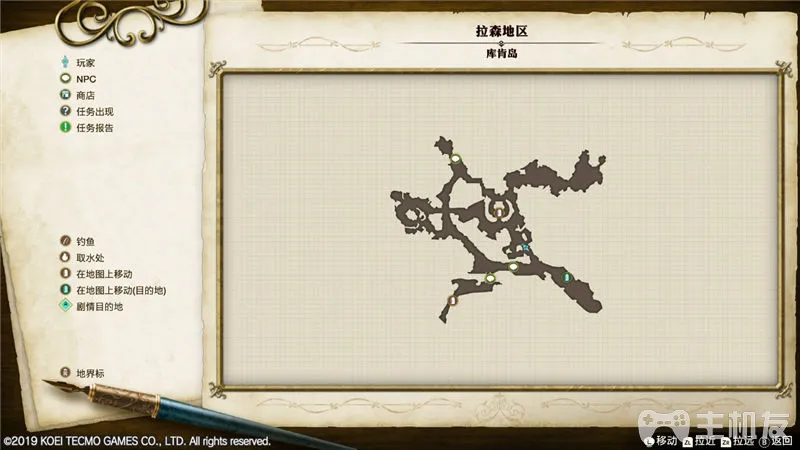 拉森地区
库肯岛
玩家
NPC
商店
任务出现
任务报告
钓鱼
取水处
在地图上移动
在地图上移动(目的地)
剧情目的地
地界标
©2019 KOEI TECMO GAMES CO., LTD. All rights reserved.
主机友
L 移动 ZL 拉近 ZR 拉远 B 返回